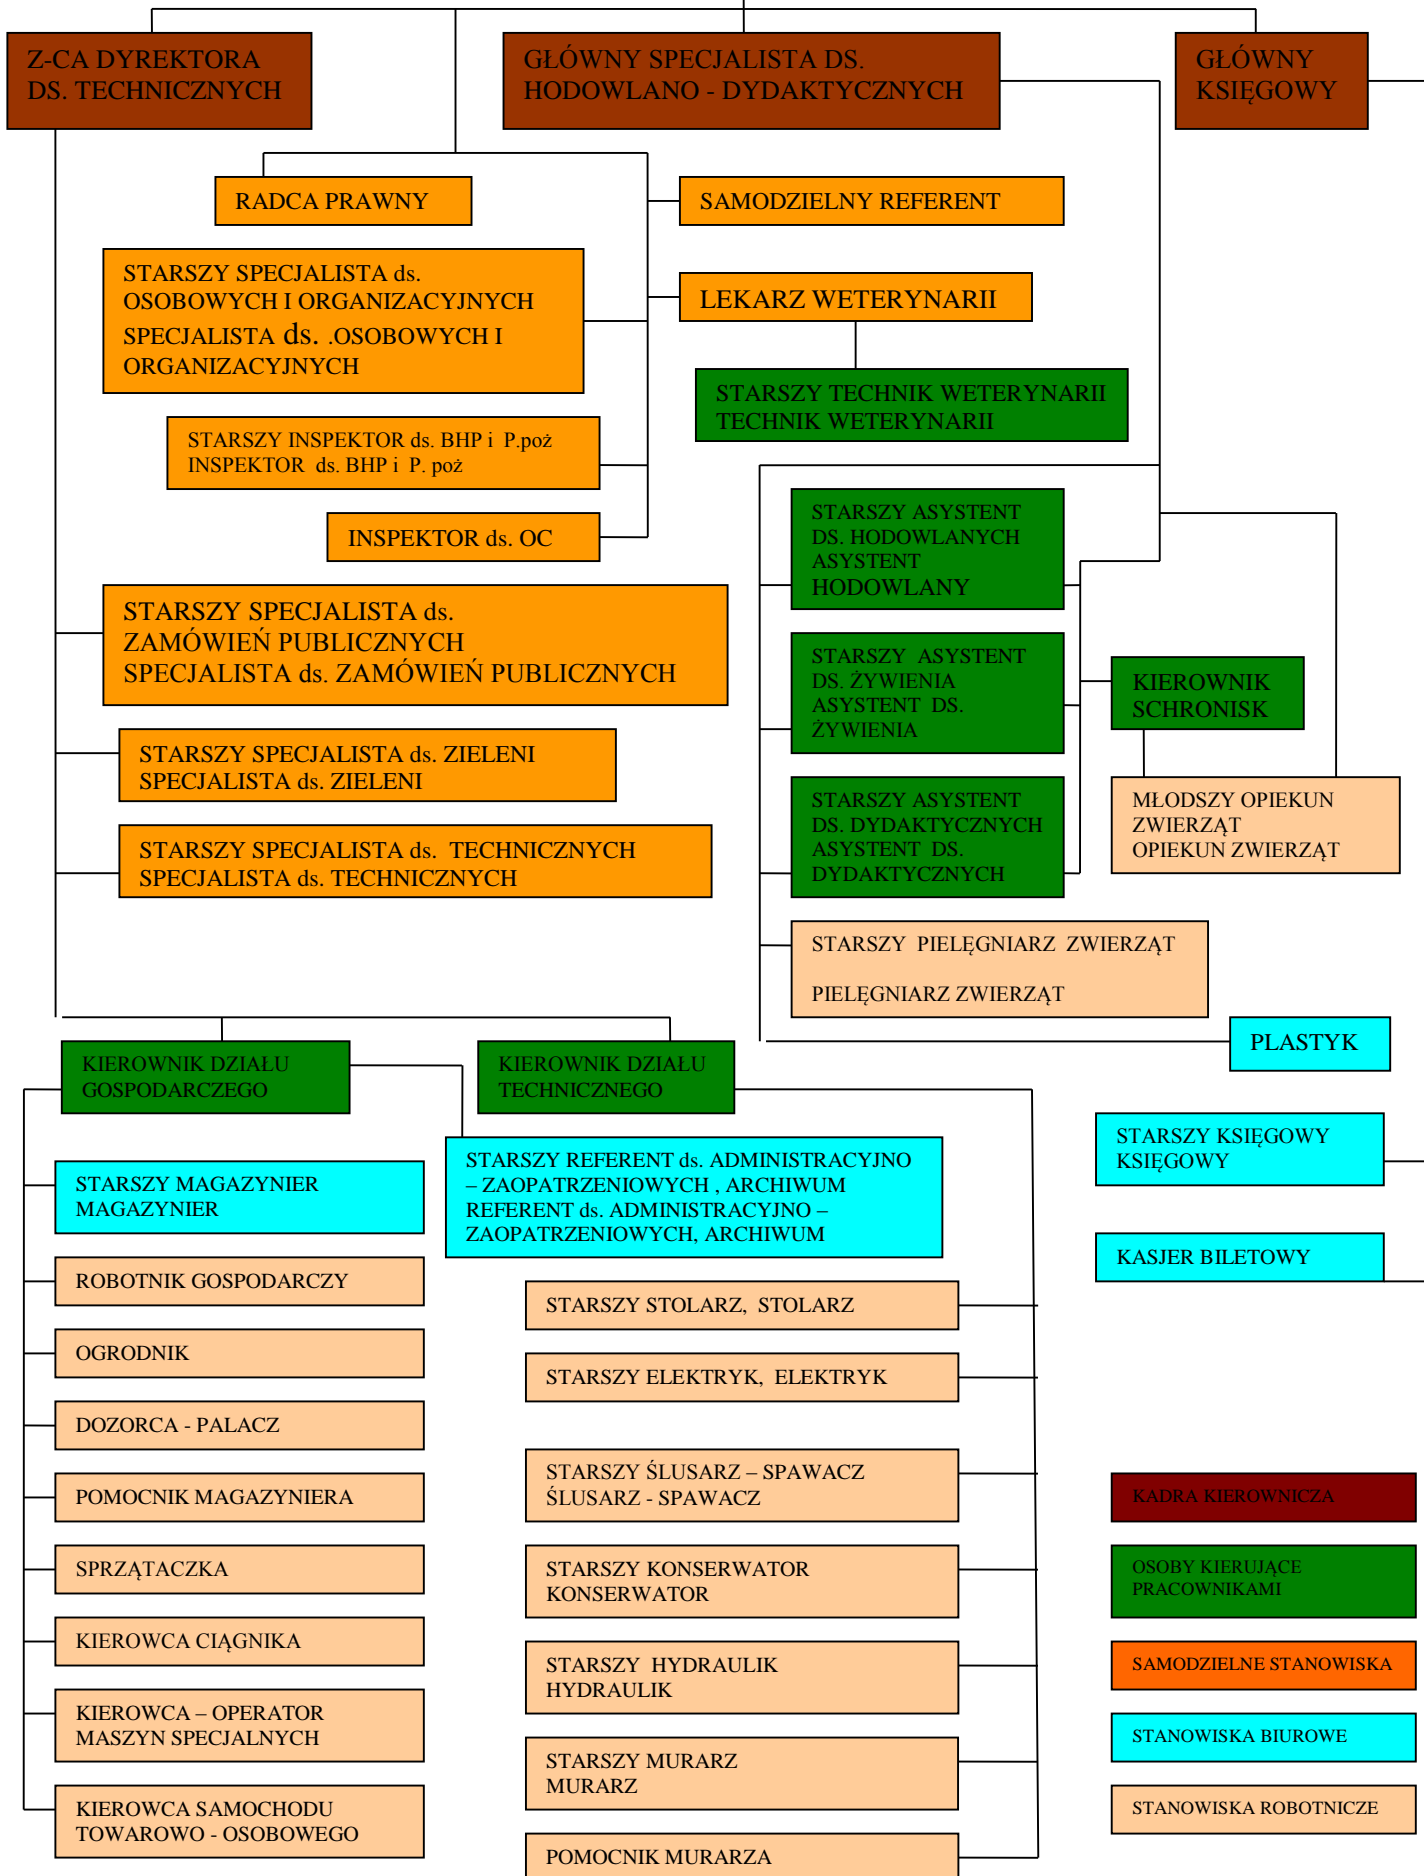 Z-CA DYREKTORA
DS. TECHNICZNYCH
GŁÓWNY SPECJALISTA DS.
HODOWLANO - DYDAKTYCZNYCH
GŁÓWNY
KSIĘGOWY
RADCA PRAWNY
SAMODZIELNY REFERENT
STARSZY SPECJALISTA ds.
OSOBOWYCH I ORGANIZACYJNYCH
SPECJALISTA ds. .OSOBOWYCH I
ORGANIZACYJNYCH
LEKARZ WETERYNARII
STARSZY TECHNIK WETERYNARII
TECHNIK WETERYNARII
STARSZY INSPEKTOR ds. BHP i P.poż
INSPEKTOR ds. BHP i P. poż
INSPEKTOR ds. OC
STARSZY ASYSTENT
DS. HODOWLANYCH
ASYSTENT
HODOWLANY
STARSZY SPECJALISTA ds.
ZAMÓWIEŃ PUBLICZNYCH
SPECJALISTA ds. ZAMÓWIEŃ PUBLICZNYCH
STARSZY ASYSTENT
DS. ŻYWIENIA
ASYSTENT DS.
ŻYWIENIA
KIEROWNIK
SCHRONISK
STARSZY SPECJALISTA ds. ZIELENI
SPECJALISTA ds. ZIELENI
STARSZY ASYSTENT
DS. DYDAKTYCZNYCH
ASYSTENT DS.
DYDAKTYCZNYCH
MŁODSZY OPIEKUN
ZWIERZĄT
OPIEKUN ZWIERZĄT
STARSZY SPECJALISTA ds. TECHNICZNYCH
SPECJALISTA ds. TECHNICZNYCH
STARSZY PIELĘGNIARZ ZWIERZĄT
PIELĘGNIARZ ZWIERZĄT
PLASTYK
KIEROWNIK DZIAŁU
GOSPODARCZEGO
KIEROWNIK DZIAŁU
TECHNICZNEGO
STARSZY REFERENT ds. ADMINISTRACYJNO
– ZAOPATRZENIOWYCH , ARCHIWUM
REFERENT ds. ADMINISTRACYJNO –
ZAOPATRZENIOWYCH, ARCHIWUM
STARSZY KSIĘGOWY
KSIĘGOWY
KASJER BILETOWY
STARSZY MAGAZYNIER
MAGAZYNIER
ROBOTNIK GOSPODARCZY
OGRODNIK
DOZORCA - PALACZ
POMOCNIK MAGAZYNIERA
SPRZĄTACZKA
KIEROWCA CIĄGNIKA
KIEROWCA – OPERATOR
MASZYN SPECJALNYCH
KIEROWCA SAMOCHODU
TOWAROWO - OSOBOWEGO
STARSZY STOLARZ, STOLARZ
STARSZY ELEKTRYK, ELEKTRYK
STARSZY ŚLUSARZ – SPAWACZ
ŚLUSARZ - SPAWACZ
STARSZY KONSERWATOR
KONSERWATOR
STARSZY HYDRAULIK
HYDRAULIK
STARSZY MURARZ
MURARZ
POMOCNIK MURARZA
KADRA KIEROWNICZA
OSOBY KIERUJĄCE
PRACOWNIKAMI
SAMODZIELNE STANOWISKA
STANOWISKA BIUROWE
STANOWISKA ROBOTNICZE